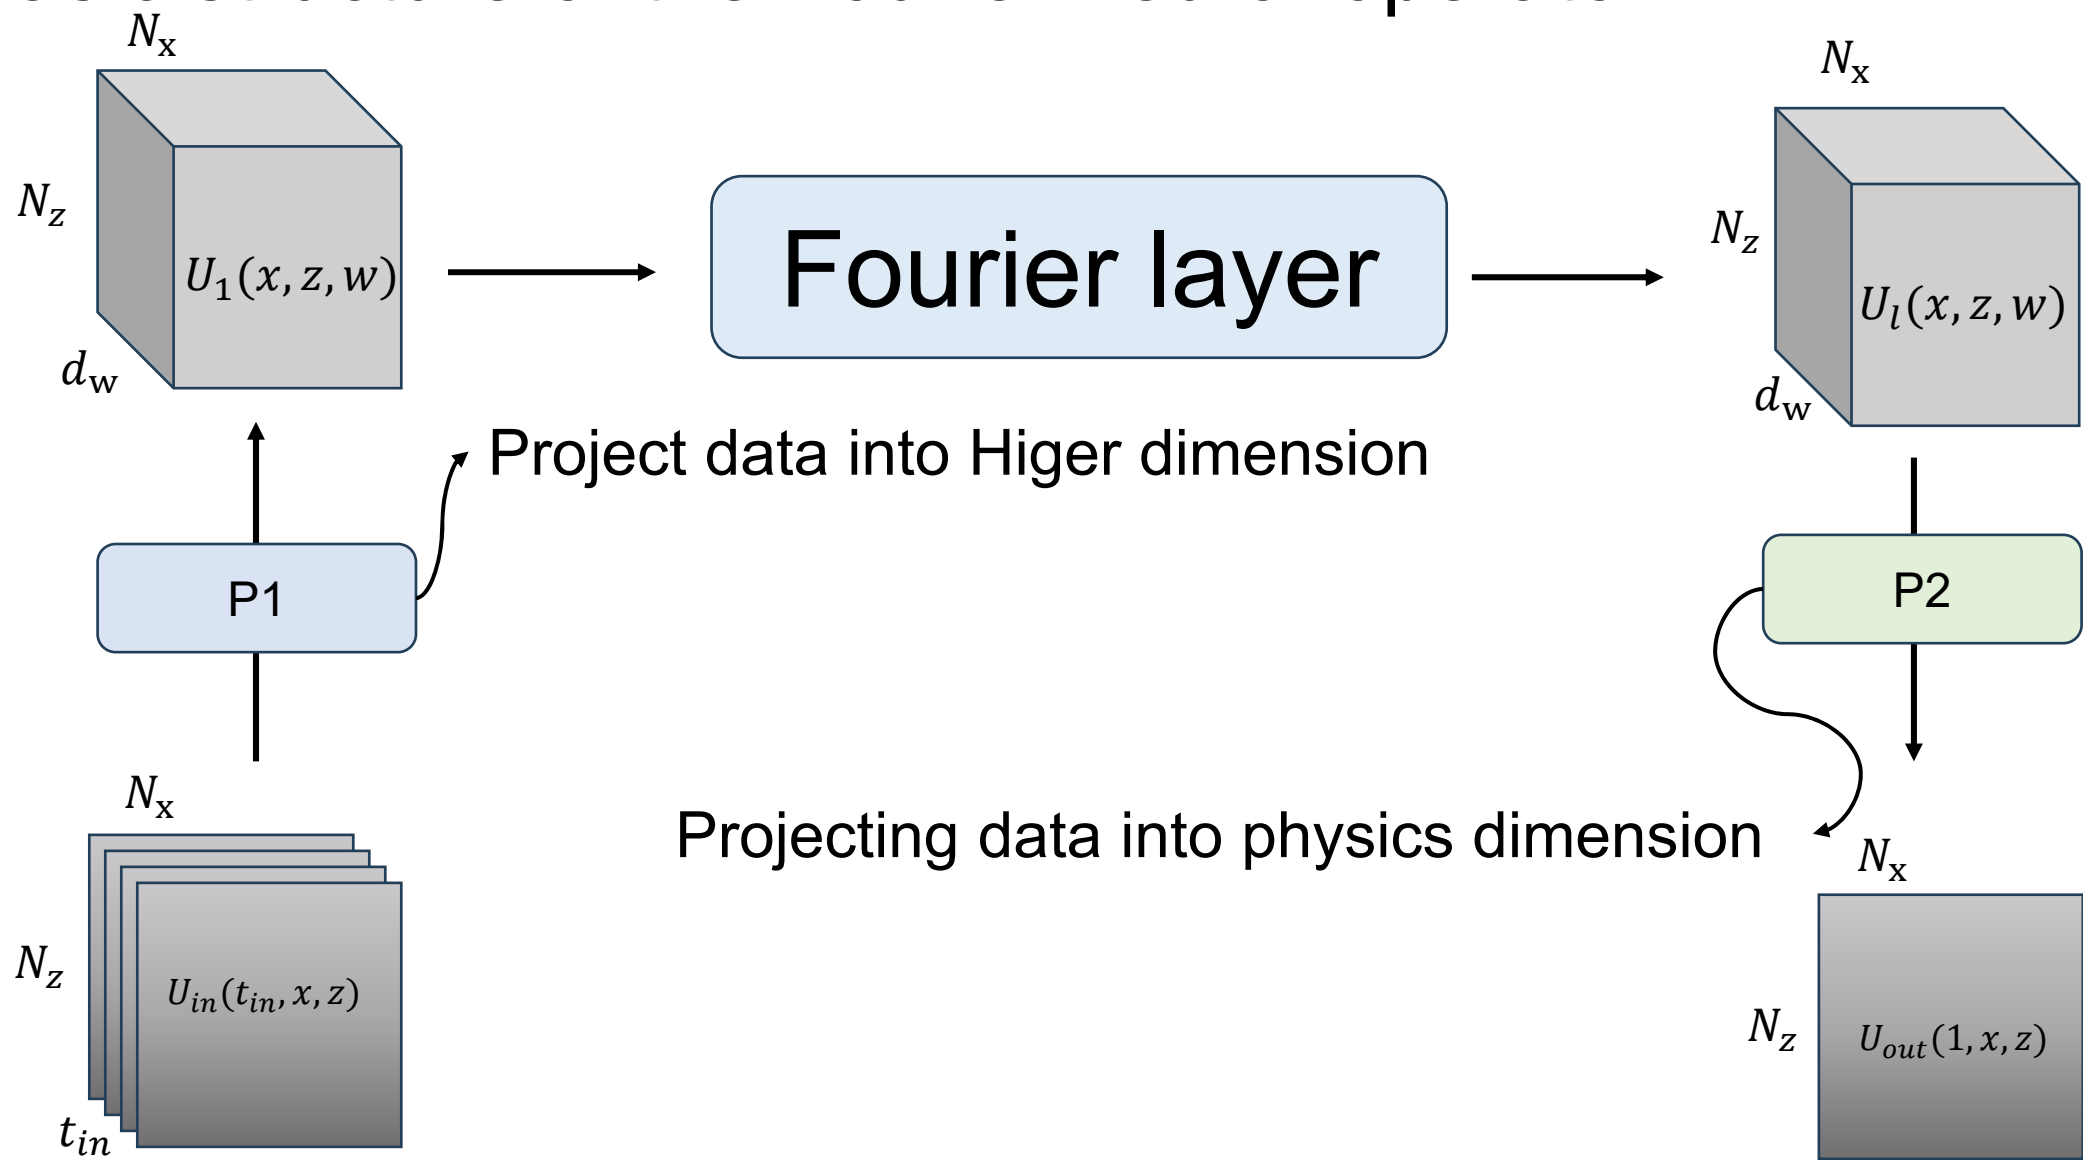 N_x
N_x
N_z
N_z
U_1(x, z, w)
Fourier layer
U_l(x, z, w)
d_w
d_w
Project data into Higer dimension
P1
P2
N_x
Projecting data into physics dimension
N_x
N_z
U_in(t_in, x, z)
N_z
U_out(1, x, z)
t_in